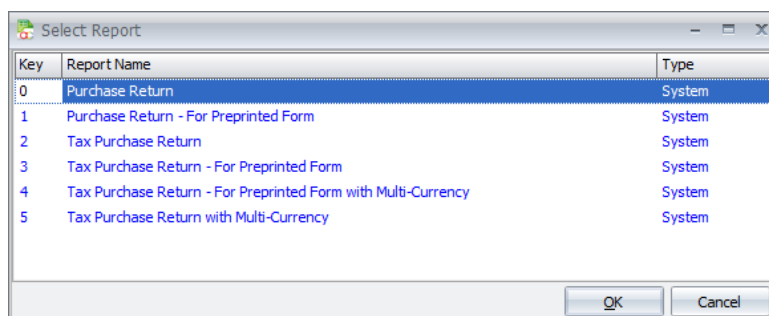 Select Report
Key Report Name Type
0 Purchase Return System
1 Purchase Return - For Preprinted Form System
2 Tax Purchase Return System
3 Tax Purchase Return - For Preprinted Form System
4 Tax Purchase Return - For Preprinted Form with Multi-Currency System
5 Tax Purchase Return with Multi-Currency System
OK Cancel